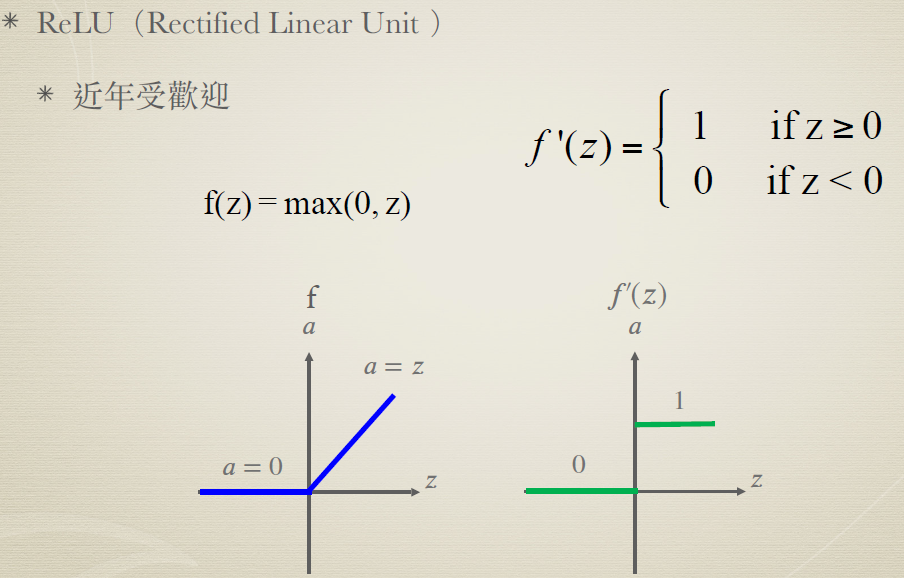 * ReLU（Rectified Linear Unit ）
* 近年受歡迎
f '(z) = { 1 if z ≥ 0
0 if z < 0
f(z) = max(0, z)
f
a
a = z
a = 0
z
f′(z)
a
1
0
z